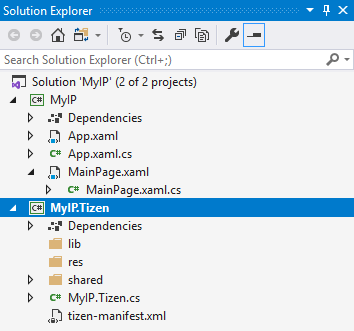 Solution Explorer
Search Solution Explorer (Ctrl+;)
Solution 'MyIP' (2 of 2 projects)
C# MyIP
Dependencies
App.xaml
C# App.xaml.cs
MainPage.xaml
C# MainPage.xaml.cs
C# MyIP.Tizen
Dependencies
lib
res
shared
C# MyIP.Tizen.cs
tizen-manifest.xml